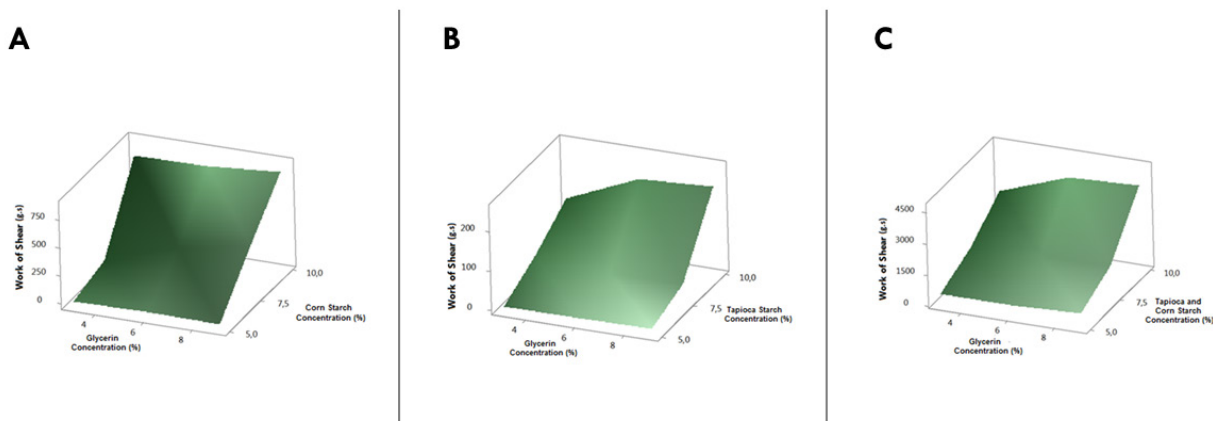 A
Work of Shear (g.s)
750
500
250
0
4
6
8
Glycerin
Concentration (%)
5,0
7,5
10,0
Corn Starch
Concentration (%)
B
Work of Shear (g.s)
200
100
0
4
6
8
Glycerin
Concentration (%)
5,0
7,5
10,0
Tapioca Starch
Concentration (%)
C
Work of Shear (g.s)
4500
3000
1500
0
4
6
8
Glycerin
Concentration (%)
5,0
7,5
10,0
Tapioca and
Corn Starch
Concentration (%)